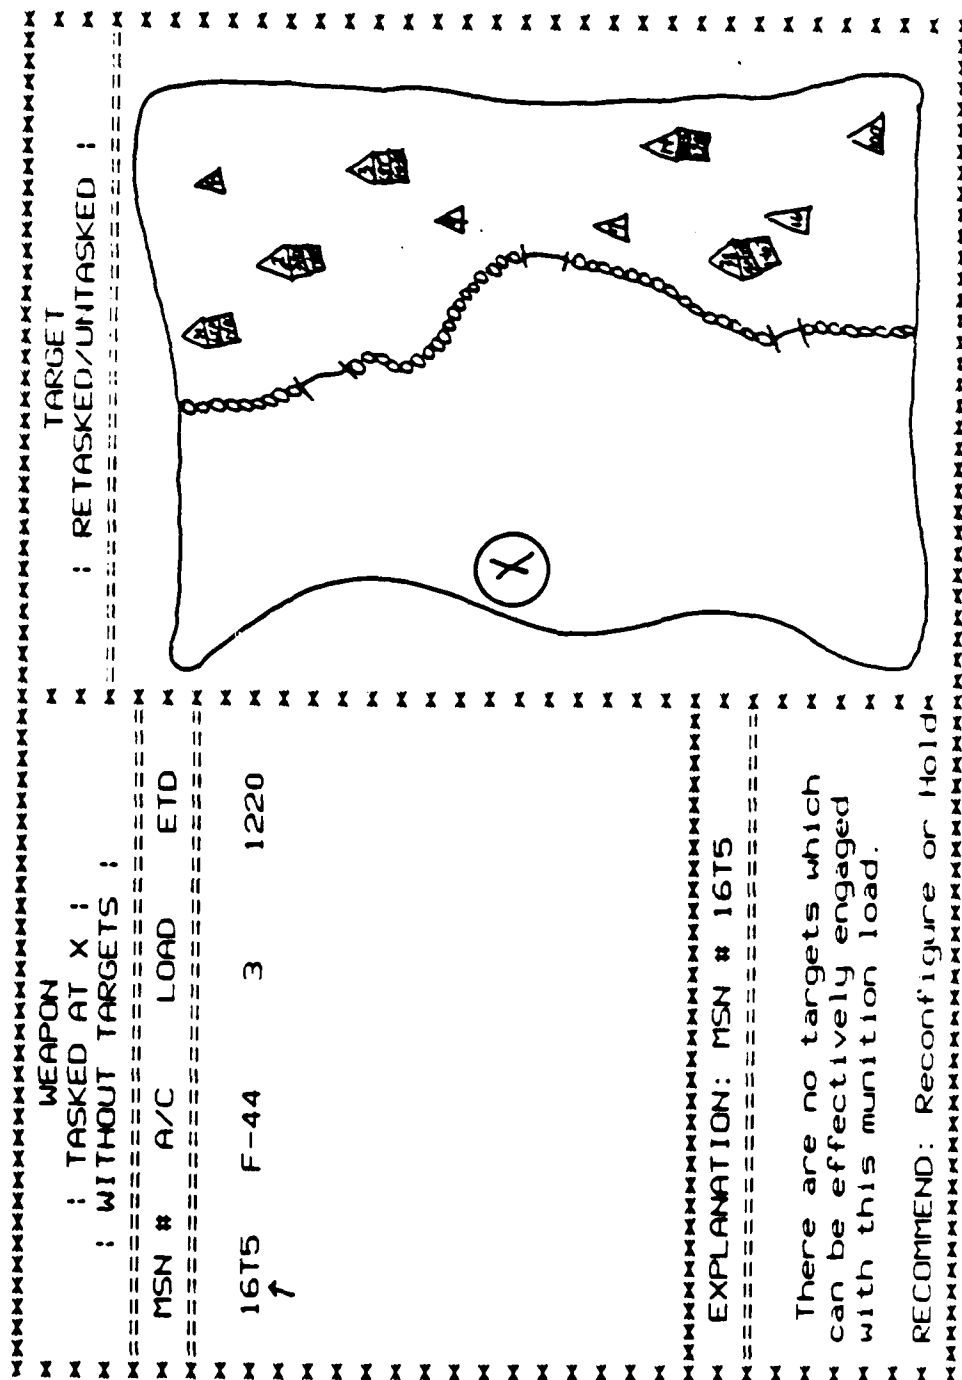 WEAPON
: TASKED AT X :
: WITHOUT TARGETS :
MSN # A/C LOAD ETD
16T5 F-44 3 1220
EXPLANATION: MSN # 16T5
There are no targets which
can be effectively engaged
with this munition load.
RECOMMEND: Reconfigure or Hold
TARGET
: RETASKED/UNTASKED :
X